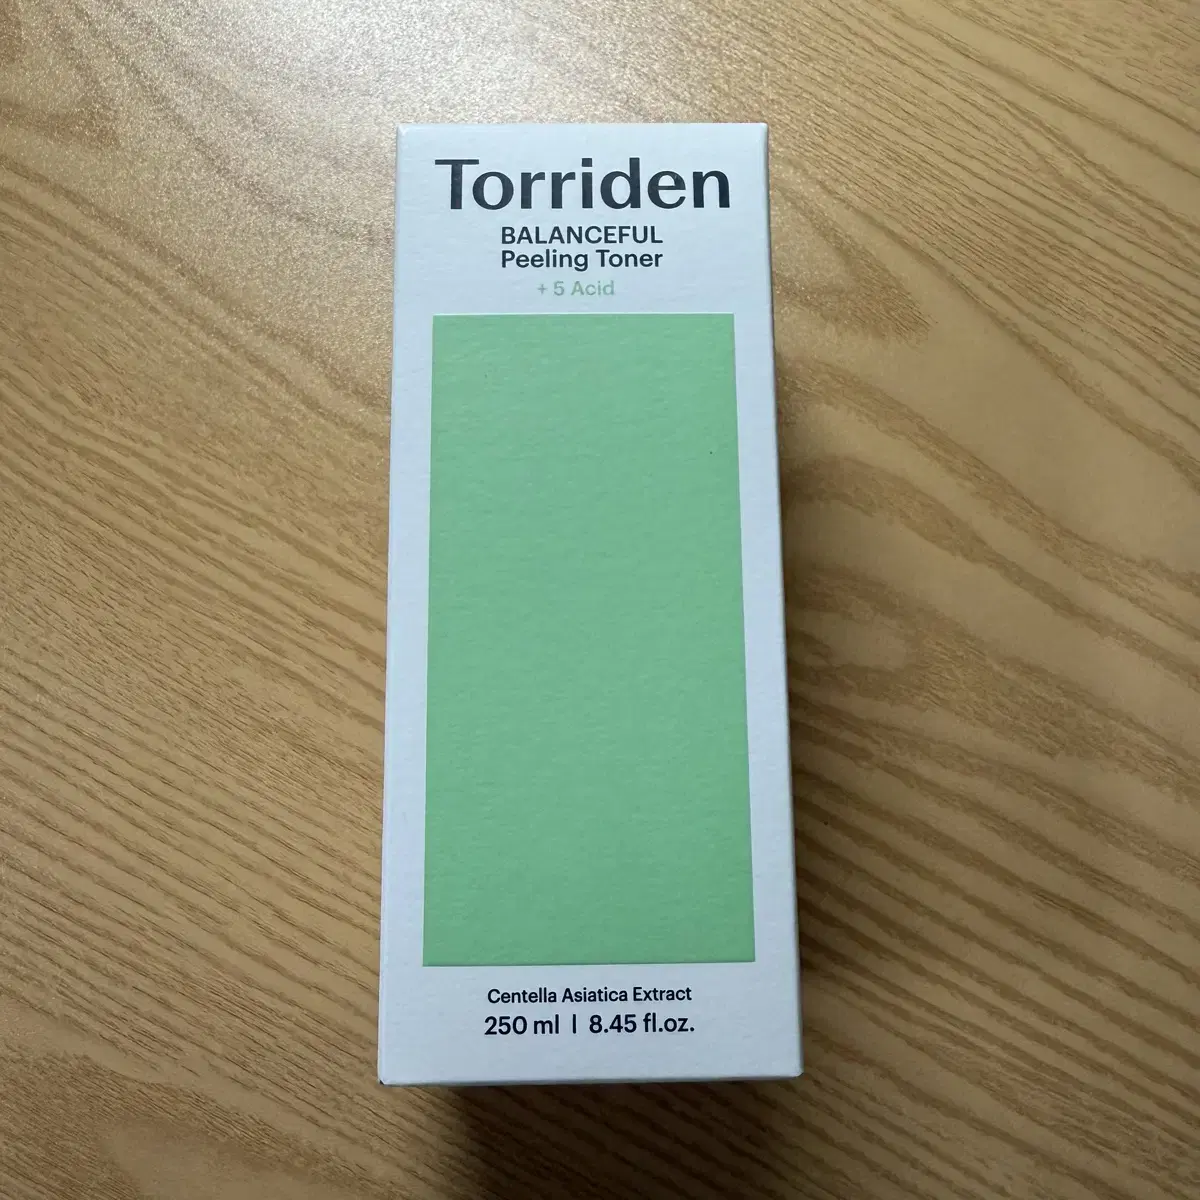 Torriden
BALANCEFUL
Peeling Toner
+ 5 Acid
Centella Asiatica Extract
250 ml | 8.45 fl.oz.